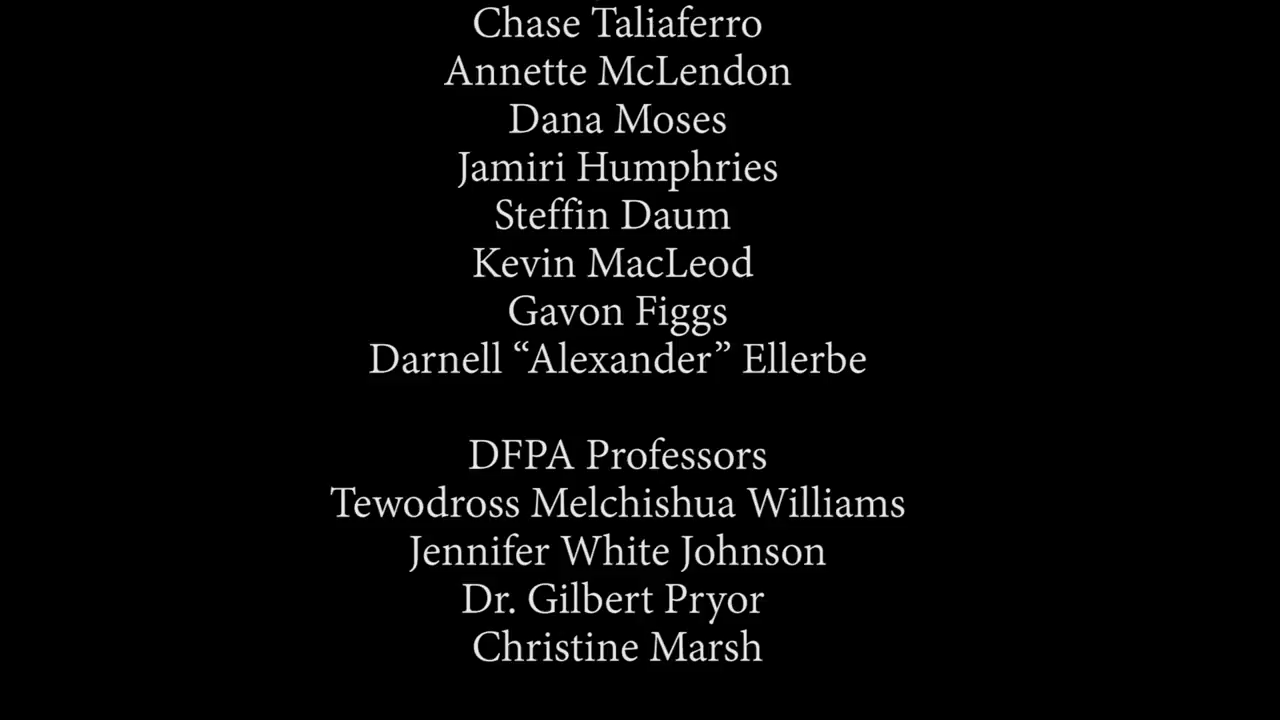 Chase Taliaferro
Annette McLendon
Dana Moses
Jamiri Humphries
Steffin Daum
Kevin MacLeod
Gavon Figgs
Darnell “Alexander” Ellerbe
DFPA Professors
Tewodross Melchishua Williams
Jennifer White Johnson
Dr. Gilbert Pryor
Christine Marsh